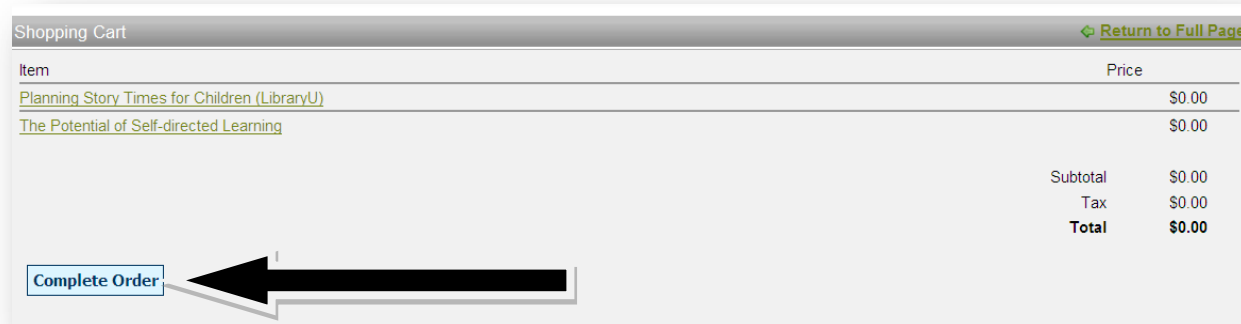 Shopping Cart Return to Full Page
Item Price
Planning Story Times for Children (LibraryU) $0.00
The Potential of Self-directed Learning $0.00
Subtotal $0.00
Tax $0.00
Total $0.00
Complete Order